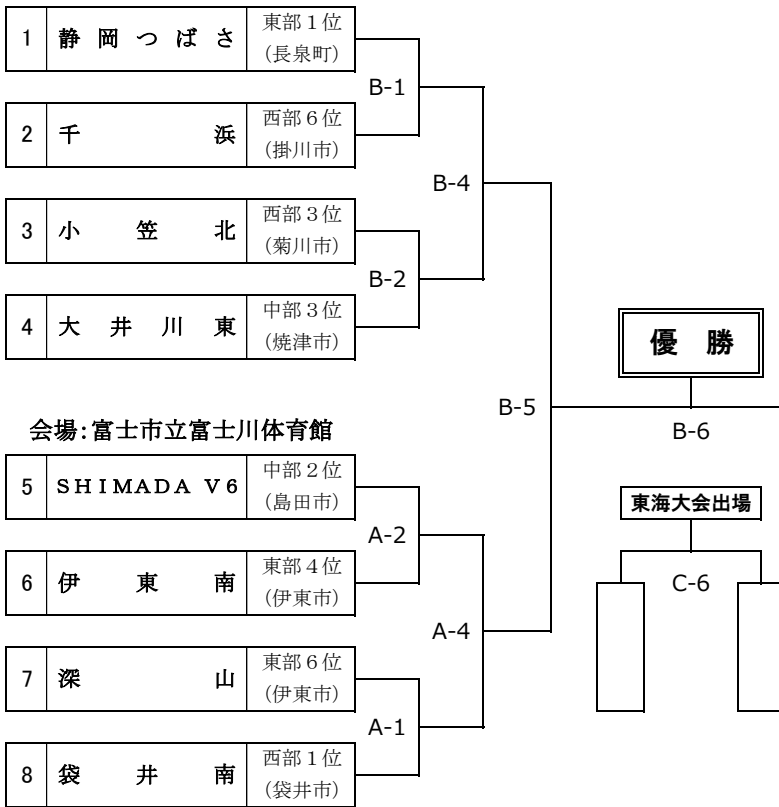 1 静岡つばさ 東部１位
(長泉町)
B-1
2 千浜 西部６位
(掛川市)
B-4
3 小笠北 西部３位
(菊川市)
B-2
4 大井川東 中部３位
(焼津市)
優 勝
B-5
B-6
会場:富士市立富士川体育館
5 SHIMADA V6 中部２位
(島田市)
A-2
東海大会出場
6 伊東南 東部４位
(伊東市)
C-6
A-4
7 深山 東部６位
(伊東市)
A-1
8 袋井南 西部１位
(袋井市)